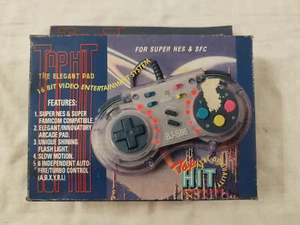 TOP HIT
THE ELEGANT PAD
16 BIT VIDEO ENTERTAINMENT SYSTEM
FOR SUPER NES & SFC
FEATURES:
1. SUPER NES & SUPER
FAMICOM COMPATIBLE.
2. ELEGANT, INNOVATORY
ARCADE PAD.
3. UNIQUE SHINING
FLASH LIGHT.
4. SLOW MOTION.
5. 6 INDEPENDENT AUTO-
FIRE/TURBO CONTROL
(A,B,X,Y,R,L)
HIT